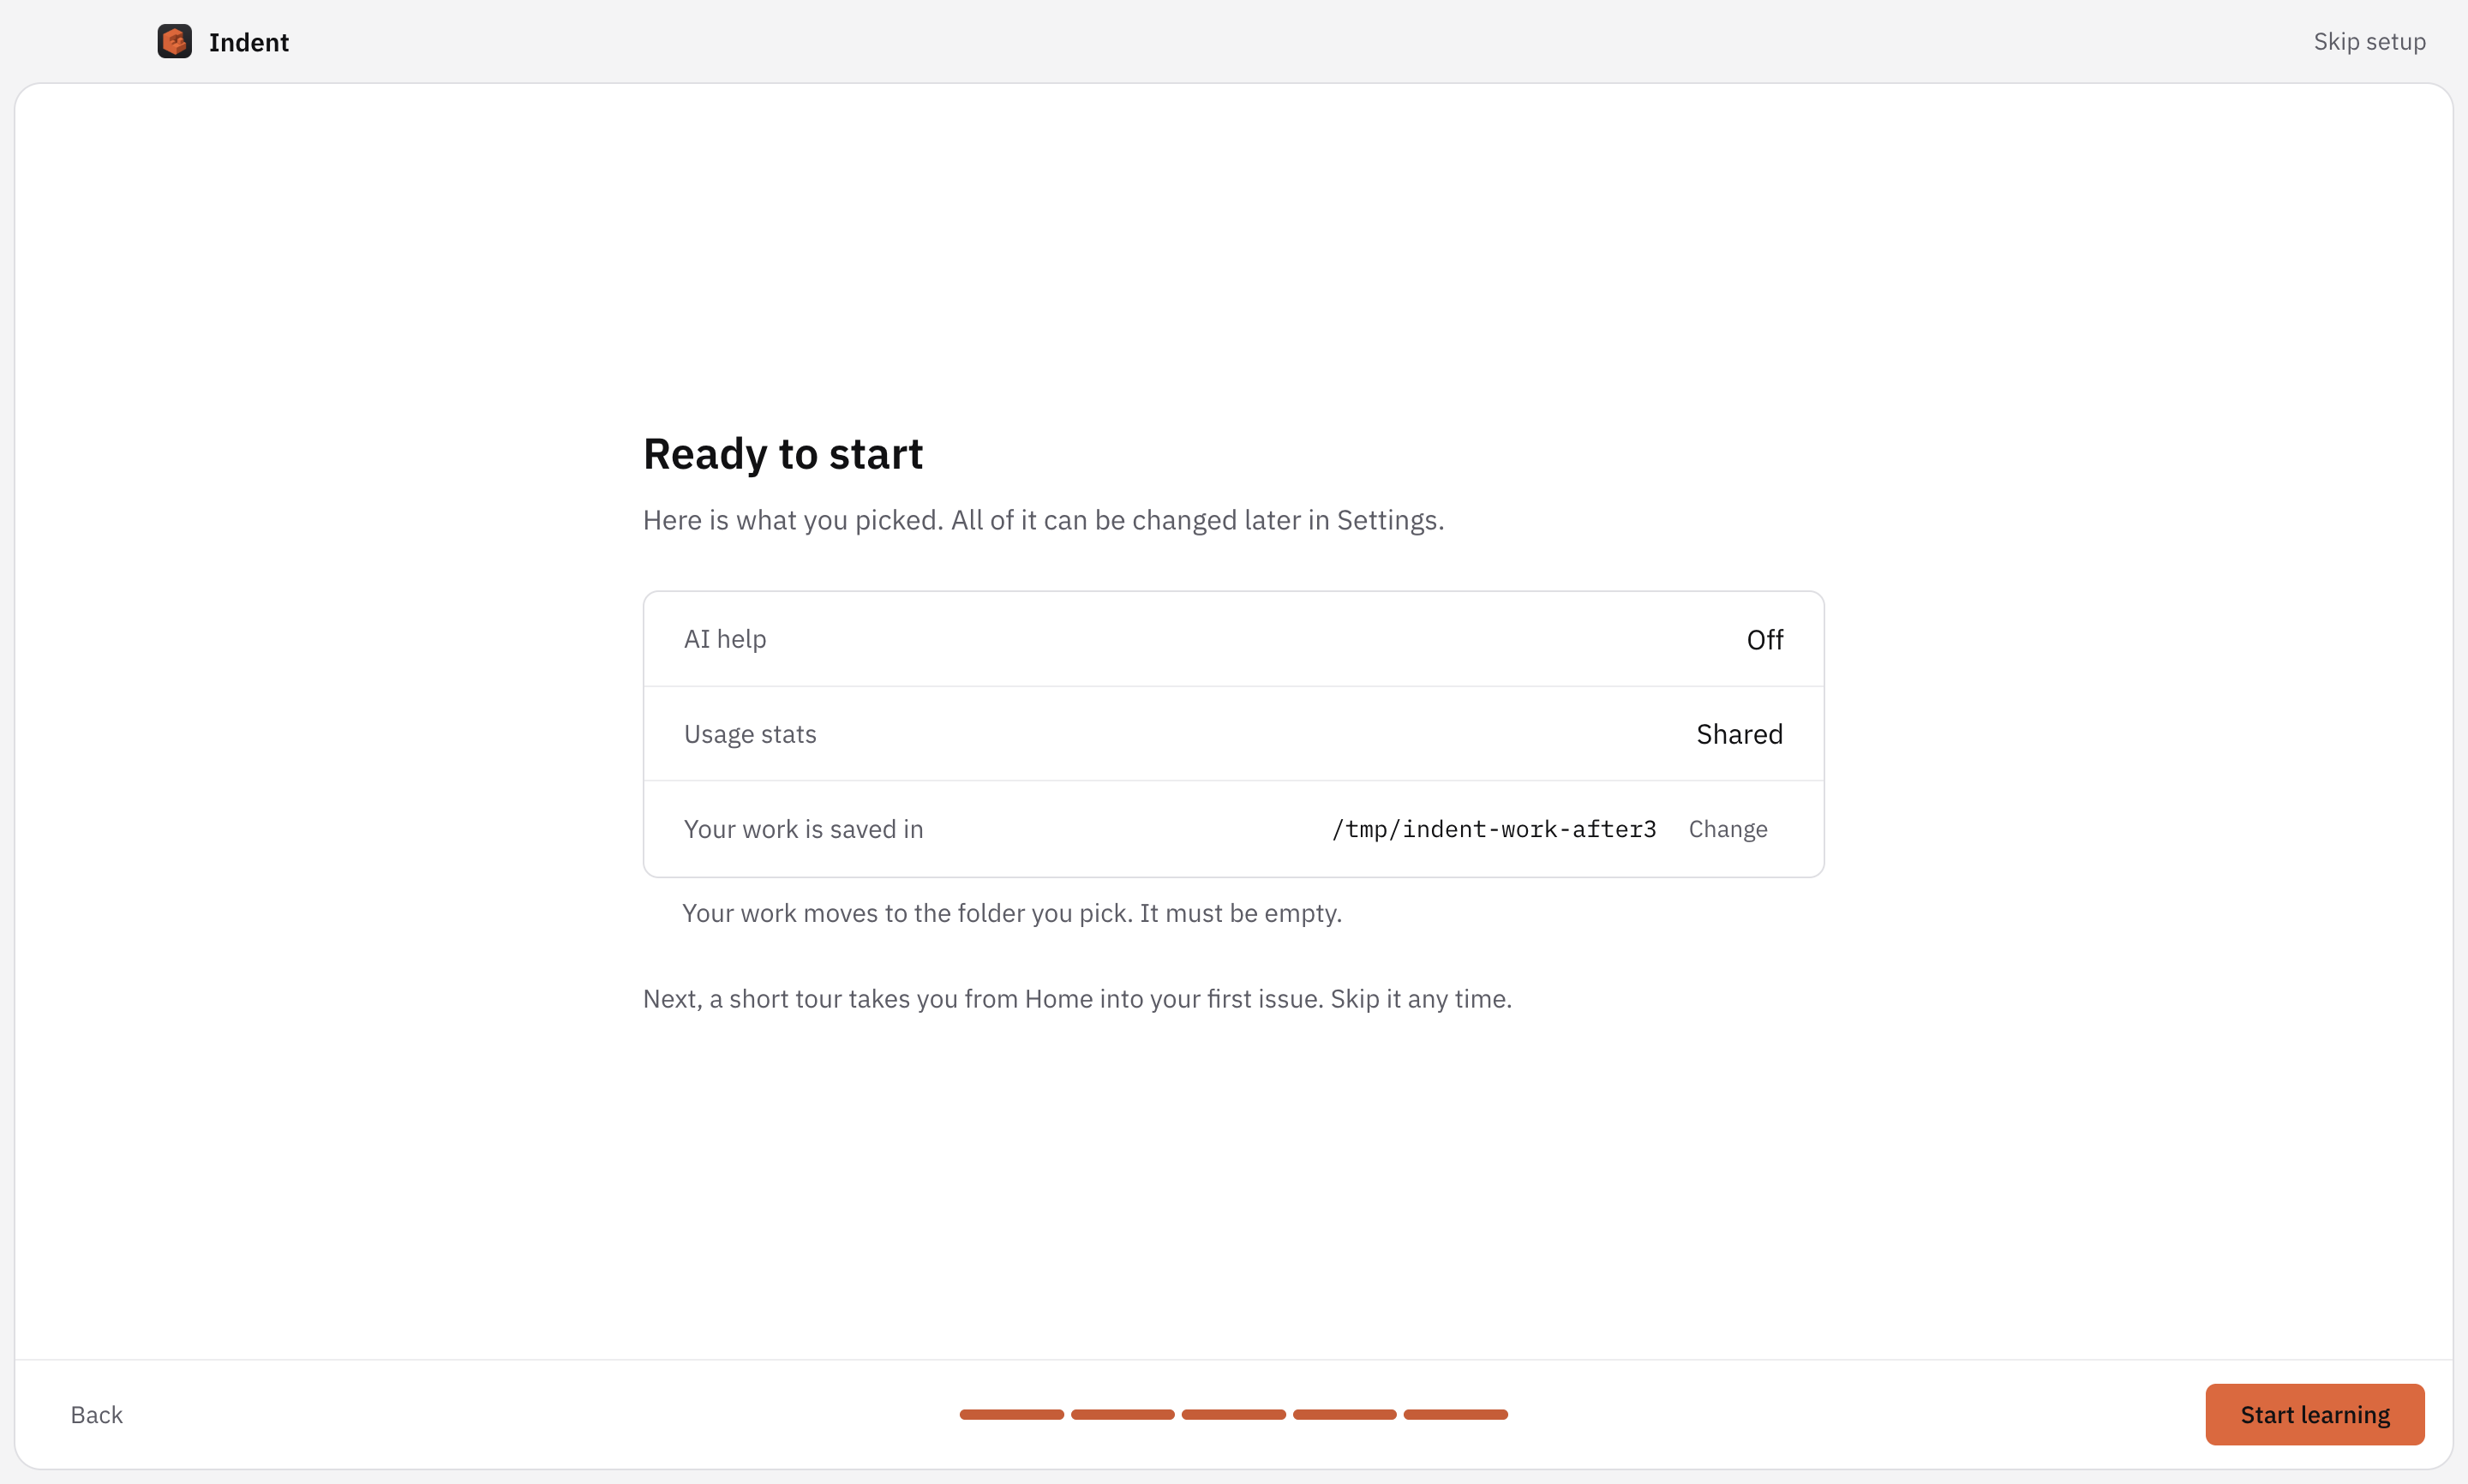 Indent
Skip setup
Ready to start
Here is what you picked. All of it can be changed later in Settings.
AI help
Off
Usage stats
Shared
Your work is saved in
/tmp/indent-work-after3
Change
Your work moves to the folder you pick. It must be empty.
Next, a short tour takes you from Home into your first issue. Skip it any time.
Back
Start learning